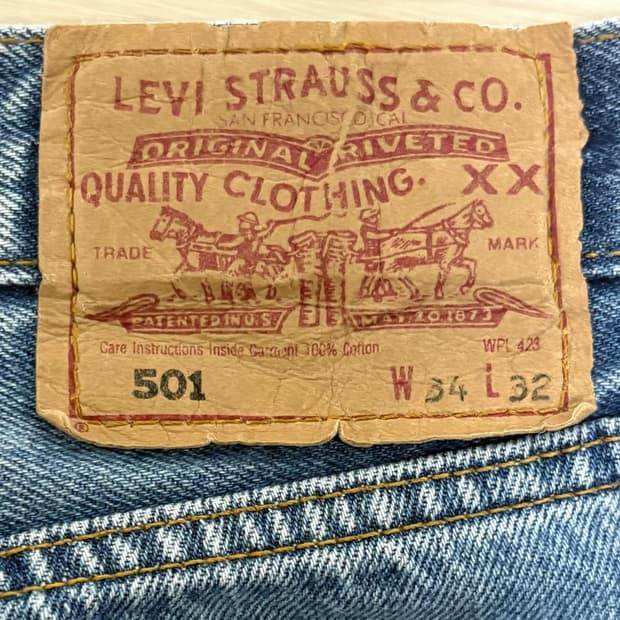 LEVI STRAUSS & CO.
SAN FRANCISCO CAL
ORIGINAL RIVETED
QUALITY CLOTHING. XX
TRADE MARK
PATENTED IN U.S. MAY 20 1873
Care Instructions Inside Garment 100% Cotton WPL 423
501 W 34 L 32
®